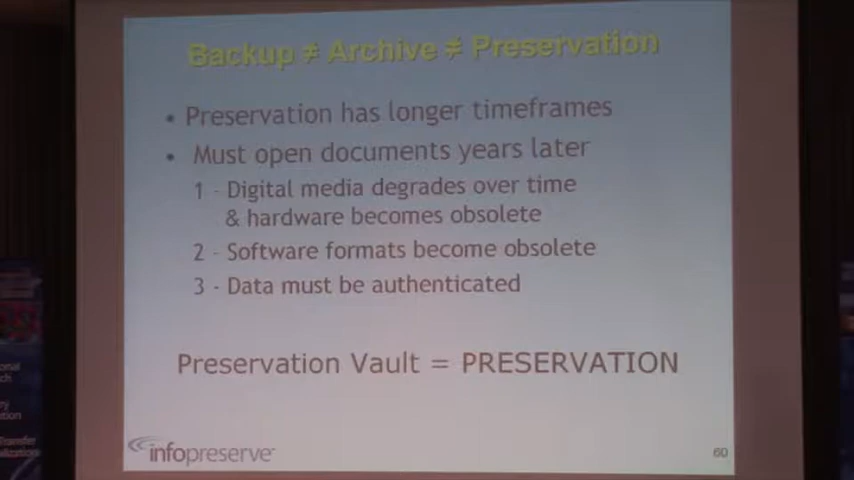 Backup ≠ Archive ≠ Preservation
• Preservation has longer timeframes
• Must open documents years later
1 - Digital media degrades over time
& hardware becomes obsolete
2 - Software formats become obsolete
3 - Data must be authenticated
Preservation Vault = PRESERVATION
infopreserve
60